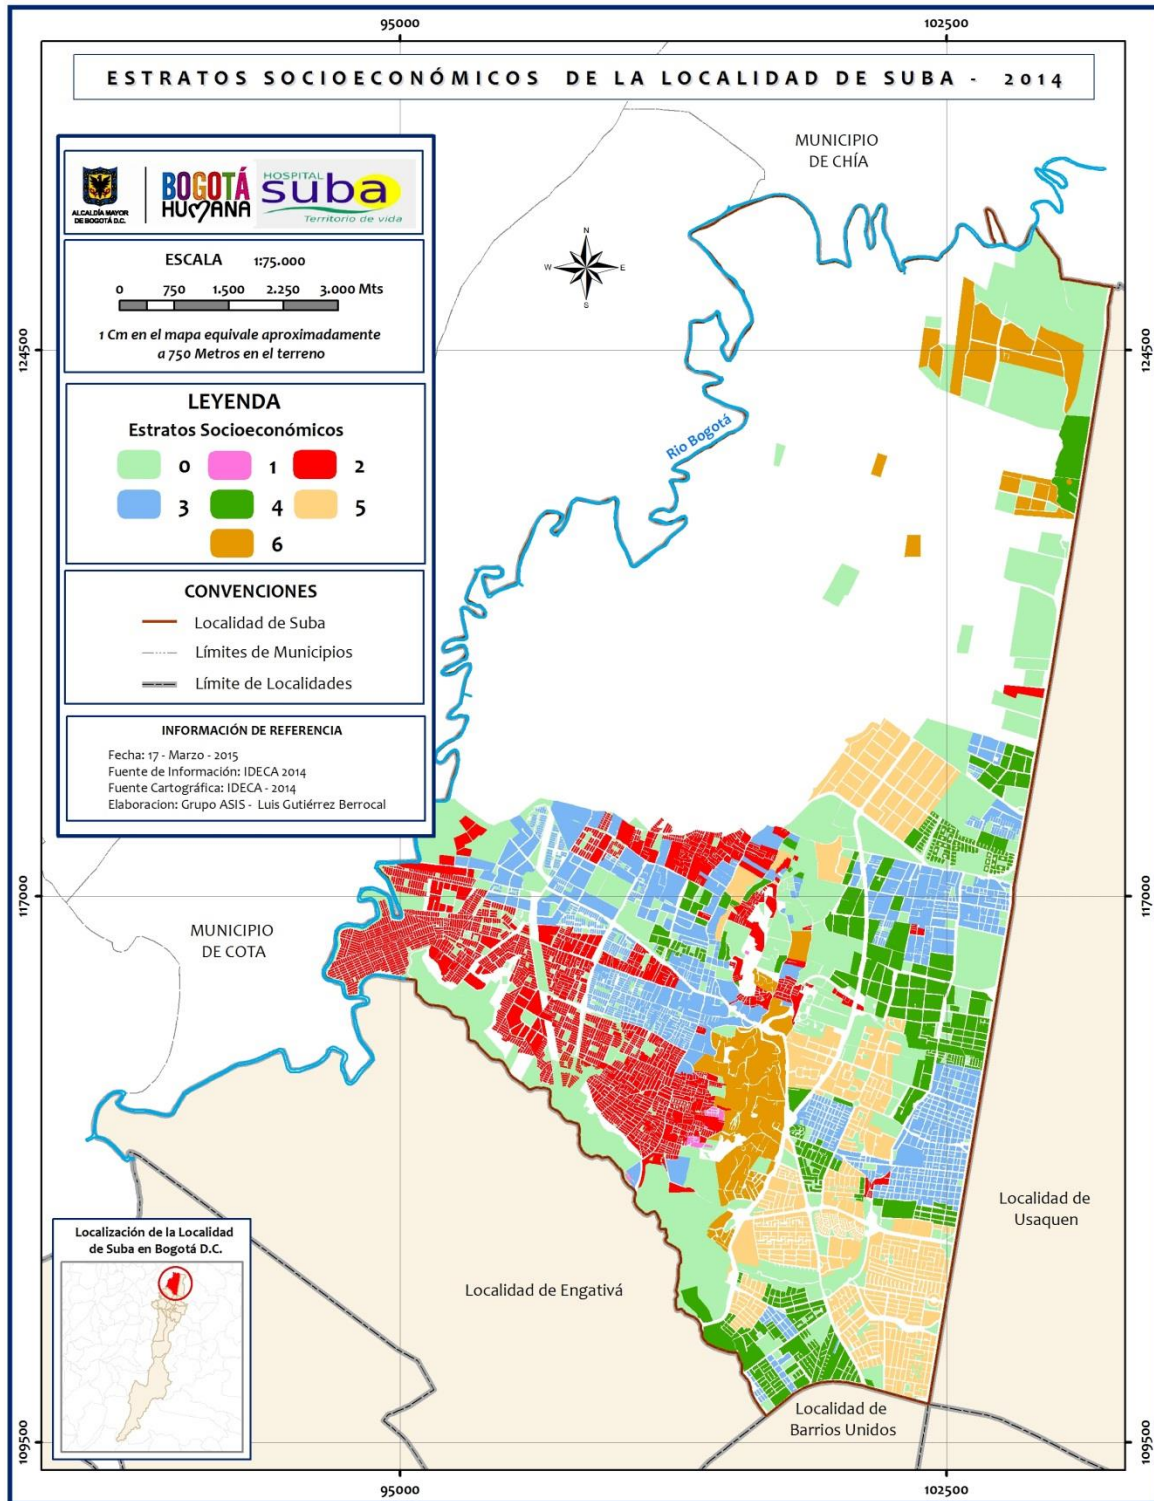 95000
102500
ESTRATOS SOCIOECONÓMICOS DE LA LOCALIDAD DE SUBA - 2014
MUNICIPIO
DE CHÍA
ALCALDÍA MAYOR
DE BOGOTÁ D.C.
BOGOTÁ
HUMANA
HOSPITAL
suba
Territorio de vida
ESCALA 1:75.000
0 750 1.500 2.250 3.000 Mts
1 Cm en el mapa equivale aproximadamente
a 750 Metros en el terreno
N
W E
S
124500
124500
LEYENDA
Estratos Socioeconómicos
0 1 2
3 4 5
6
Rio Bogotá
CONVENCIONES
Localidad de Suba
Límites de Municipios
Límite de Localidades
INFORMACIÓN DE REFERENCIA
Fecha: 17 - Marzo - 2015
Fuente de Información: IDECA 2014
Fuente Cartográfica: IDECA - 2014
Elaboracion: Grupo ASIS - Luis Gutiérrez Berrocal
117000
117000
MUNICIPIO
DE COTA
Localidad de
Usaquen
Localización de la Localidad
de Suba en Bogotá D.C.
Localidad de Engativá
Localidad de
Barrios Unidos
109500
109500
95000
102500